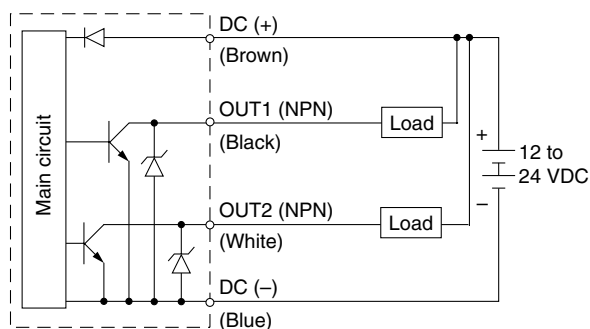 Main circuit
DC (+)
(Brown)
OUT1 (NPN)
(Black)
Load
OUT2 (NPN)
(White)
Load
DC (–)
(Blue)
+
12 to
24 VDC
–